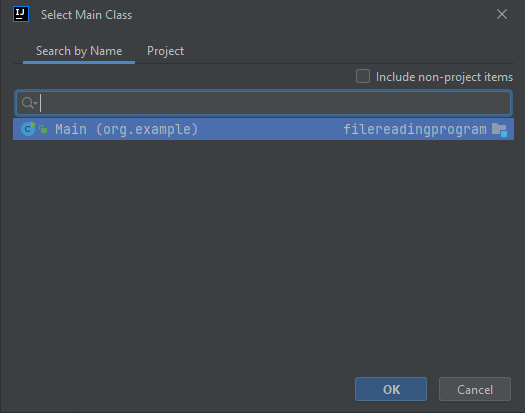 IJ
Select Main Class
Search by Name
Project
Include non-project items
C Main (org.example) filereadingprogram
OK
Cancel